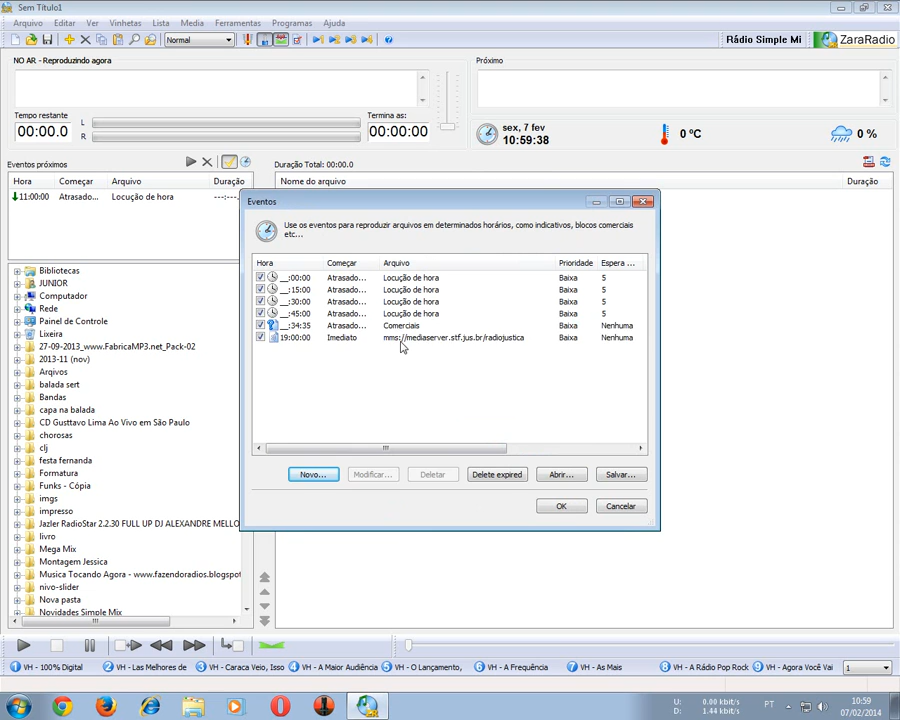 Sem Título1
Arquivo Editar Ver Vinhetas Lista Media Ferramentas Programas Ajuda
Normal
Rádio Simple Mi
ZaraRadio
NO AR - Reproduzindo agora
Próximo
Tempo restante
00:00.0
L
R
Termina as:
00:00:00
sex, 7 fev
10:59:38
0 ºC
0 %
Eventos próximos
Duração Total: 00:00.0
Hora Começar Arquivo Duração
Nome do arquivo Duração
11:00:00 Atrasado... Locução de hora ---:---.
Bibliotecas
JUNIOR
Computador
Rede
Painel de Controle
Lixeira
27-09-2013_www.FabricaMP3.net_Pack-02
2013-11 (nov)
Arquivos
balada sert
Bandas
capa na balada
CD Gusttavo Lima Ao Vivo em São Paulo
chorosas
clj
festa fernanda
Formatura
Funks - Cópia
imgs
impresso
Jazler RadioStar 2.2.30 FULL UP DJ ALEXANDRE MELLO
livro
Mega Mix
Montagem Jessica
Musica Tocando Agora - www.fazendoradios.blogspot
nivo-slider
Nova pasta
Novidades Simple Mix
Eventos
Use os eventos para reproduzir arquivos em determinados horários, como indicativos, blocos comerciais
etc...
Hora Começar Arquivo Prioridade Espera ...
__:00:00 Atrasado... Locução de hora Baixa 5
__:15:00 Atrasado... Locução de hora Baixa 5
__:30:00 Atrasado... Locução de hora Baixa 5
__:45:00 Atrasado... Locução de hora Baixa 5
__:34:35 Atrasado... Comerciais Baixa Nenhuma
19:00:00 Imediato mms://mediaserver.stf.jus.br/radiojustica Baixa Nenhuma
Novo... Modificar... Deletar Delete expired Abrir... Salvar...
OK Cancelar
1 VH - 100% Digital 2 VH - Las Melhores de 3 VH - Caraca Veio, Isso 4 VH - A Maior Audiência 5 VH - O Lançamento, 6 VH - A Frequência 7 VH - As Mais 8 VH - A Rádio Pop Rock 9 VH - Agora Você Vai 1
U: 0.00 kbit/s
D: 1.44 kbit/s
PT
10:59
07/02/2014